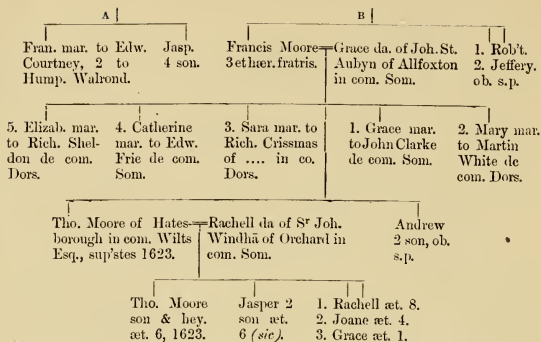 A
B
Fran. mar. to Edw.
Courtney, 2 to
Hump. Walrond.
Jasp.
4 son.
Francis Moore
3 et hær. fratris.
Grace da. of Joh. St.
Aubyn of Allfoxton
in com. Som.
1. Rob't.
2. Jeffery.
ob. s.p.
5. Elizab. mar.
to Rich. Shel-
don de com.
Dors.
4. Catherine
mar. to Edw.
Fric de com.
Som.
3. Sara mar. to
Rich. Crissmas
of .... in co.
Dors.
1. Grace mar.
to John Clarke
de com. Som.
2. Mary mar.
to Martin
White de
com. Dors.
Tho. Moore of Hates-
borough in com. Wilts
Esq., sup'stes 1623.
Rachell da of Sr Joh.
Windhā of Orchard in
com. Som.
Andrew
2 son, ob.
s.p.
Tho. Moore
son & hey.
æt. 6, 1623.
Jasper 2
son æt.
6 (sic).
1. Rachell æt. 8.
2. Joane æt. 4.
3. Grace æt. 1.